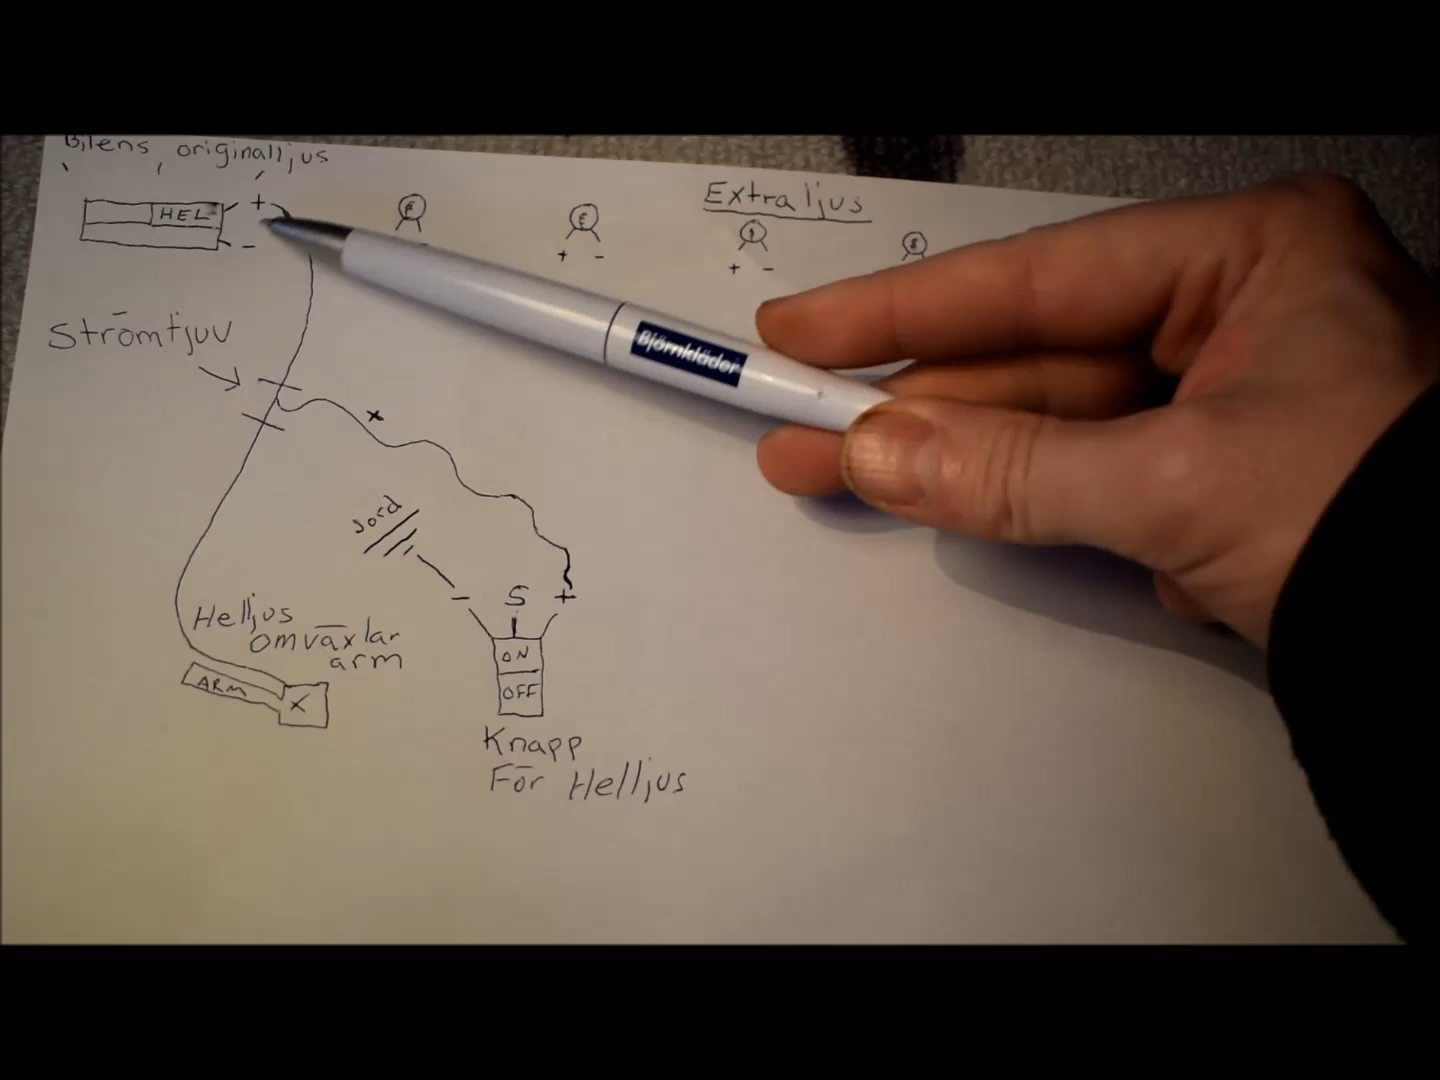 Bilens originalljus
HEL
+
-
E
E
+ -
Extraljus
+ -
Björnkläder
Strömtjuv
+
Jord
- S +
ON
OFF
Helljus
omväxlar
arm
ARM
X
Knapp
För Helljus